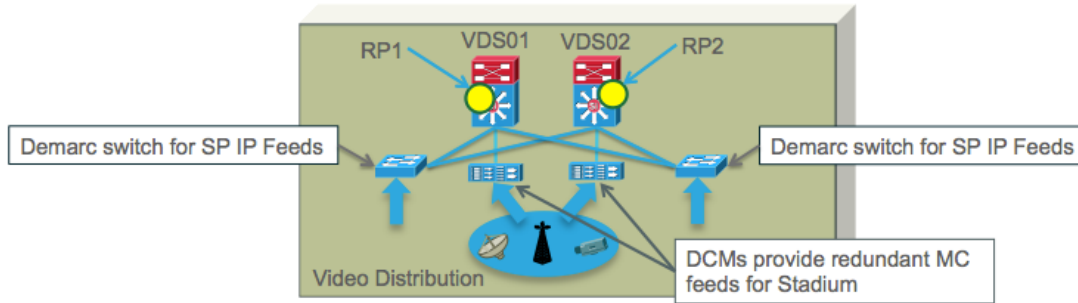 RP1
VDS01
VDS02
RP2
Demarc switch for SP IP Feeds
Demarc switch for SP IP Feeds
DCMs provide redundant MC
feeds for Stadium
Video Distribution